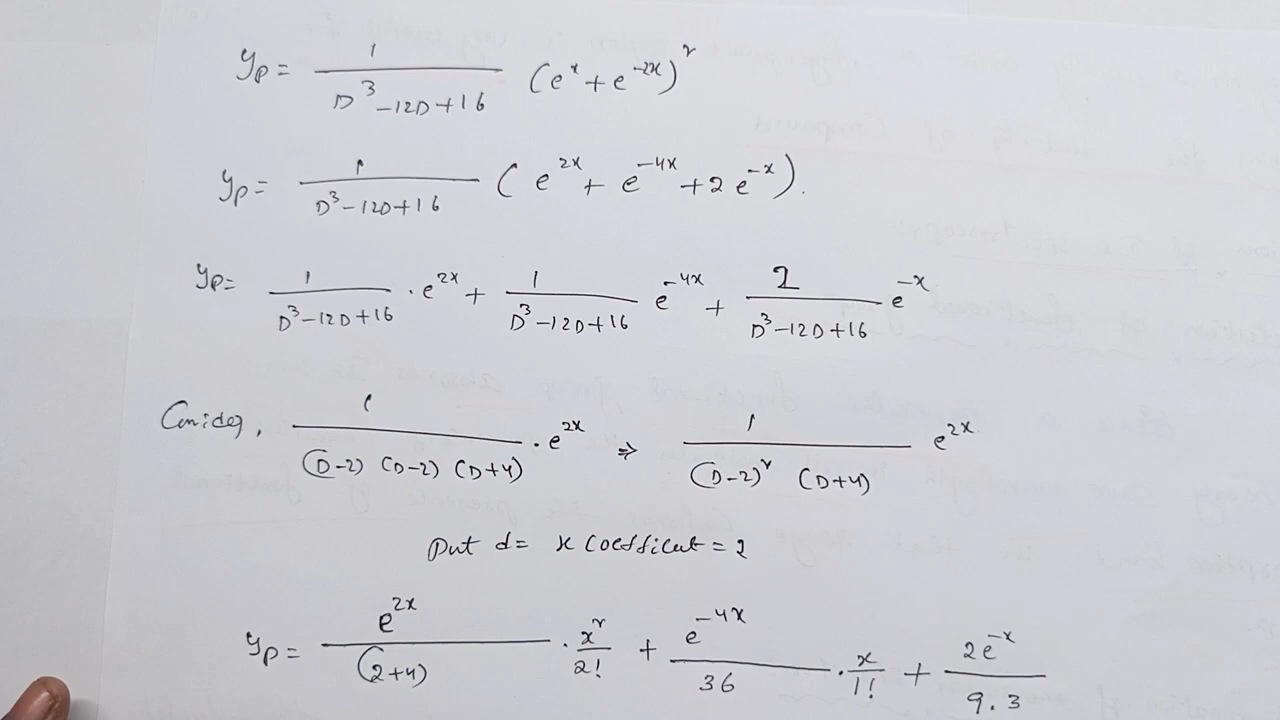 yp = 1 / (D³ - 12D + 16) (eˣ + e⁻²ˣ)²
yp = 1 / (D³ - 12D + 16) (e²ˣ + e⁻⁴ˣ + 2e⁻ˣ).
yp = 1 / (D³ - 12D + 16) · e²ˣ + 1 / (D³ - 12D + 16) e⁻⁴ˣ + 2 / (D³ - 12D + 16) e⁻ˣ
Conider, 1 / ((D-2) (D-2) (D+4)) · e²ˣ ⇒ 1 / ((D-2)² (D+4)) e²ˣ
Put d = x coefficent = 2
yp = e²ˣ / (2+4) · x² / 2! + e⁻⁴ˣ / 36 · x / 1! + 2e⁻ˣ / 9.3